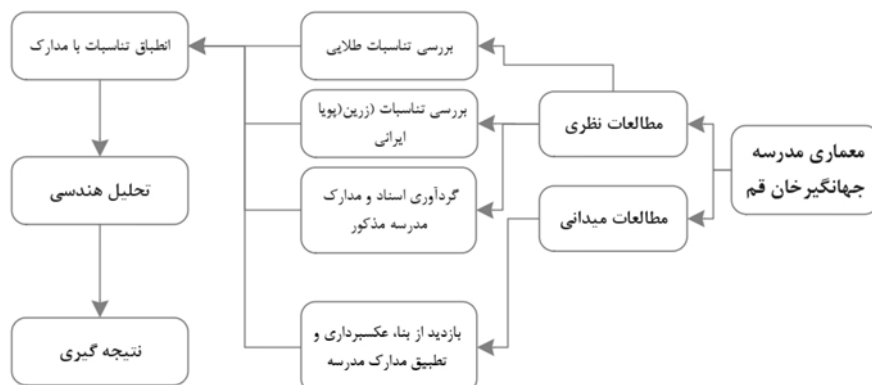 معماری مدرسه
جهانگیرخان قم
مطالعات نظری
مطالعات میدانی
بررسی تناسبات طلایی
بررسی تناسبات (زرین(پویا
ایرانی
گردآوری اسناد و مدارک
مدرسه مذکور
بازدید از بنا، عکسبرداری و
تطبیق مدارک مدرسه
انطباق تناسبات با مدارک
تحلیل هندسی
نتیجه گیری